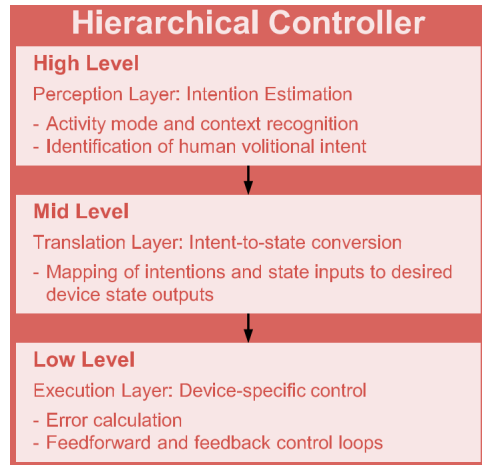 Hierarchical Controller
High Level
Perception Layer: Intention Estimation
- Activity mode and context recognition
- Identification of human volitional intent
Mid Level
Translation Layer: Intent-to-state conversion
- Mapping of intentions and state inputs to desired
device state outputs
Low Level
Execution Layer: Device-specific control
- Error calculation
- Feedforward and feedback control loops